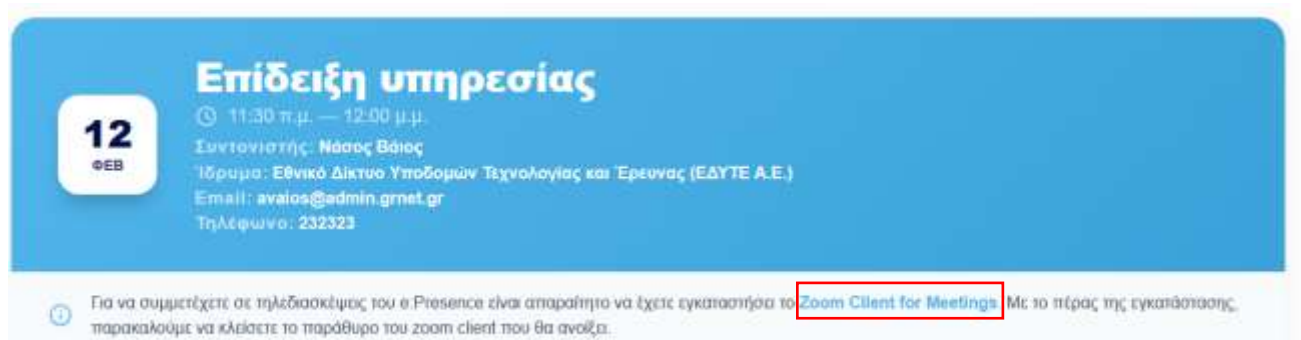 Επίδειξη υπηρεσίας
12
ΦΕΒ
11:30 π.μ. — 12:00 μ.μ.
Συντονιστής: Νάσος Βάιος
Ίδρυμα: Εθνικό Δίκτυο Υποδομών Τεχνολογίας και Έρευνας (ΕΔΥΤΕ Α.Ε.)
Email: avaios@admin.grnet.gr
Τηλέφωνο: 232323
Για να συμμετέχετε σε τηλεδιασκέψεις του e:Presence είναι απαραίτητο να έχετε εγκαταστήσει το Zoom Client for Meetings. Με το πέρας της εγκατάστασης,
παρακαλούμε να κλείσετε το παράθυρο του zoom client που θα ανοίξει.